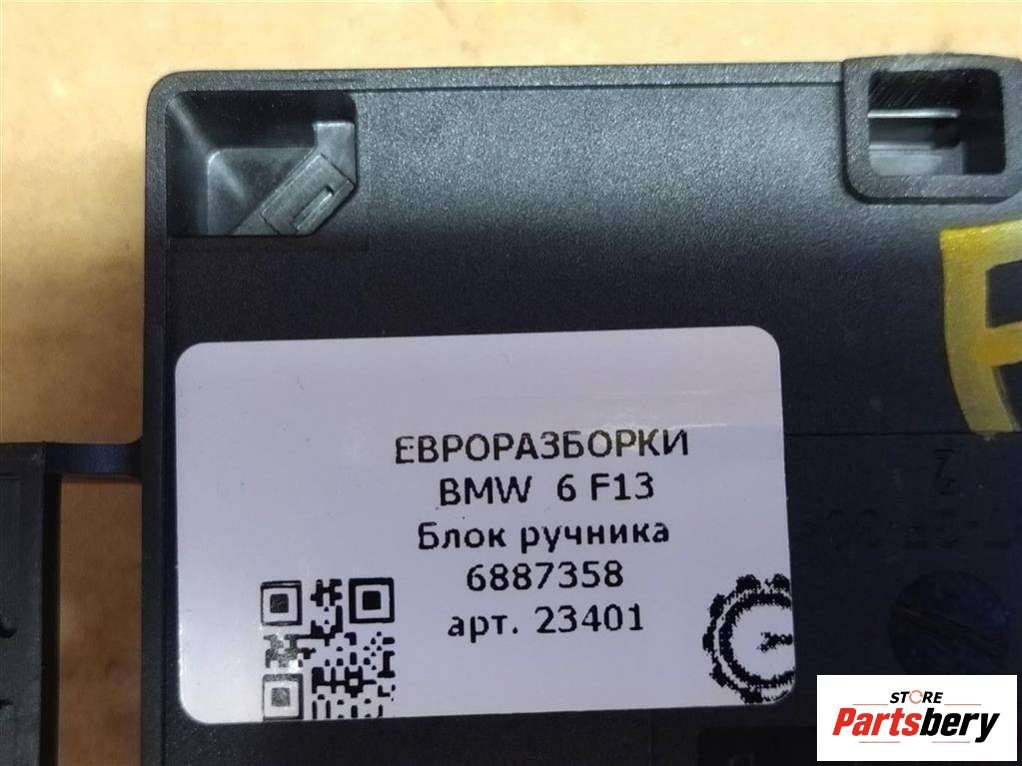 ЕВРОРАЗБОРКИ
BMW 6 F13
Блок ручника
6887358
арт. 23401
STORE
Partsbery